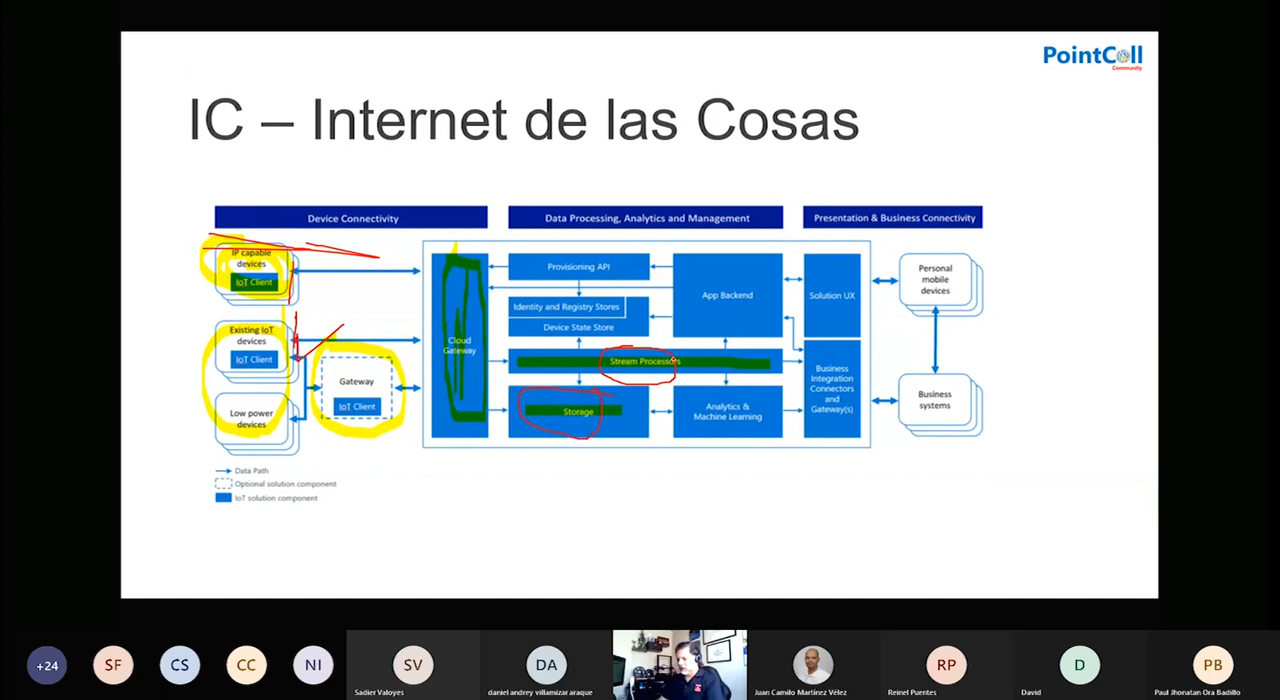 PointColl
Community
IC – Internet de las Cosas
Device Connectivity
Data Processing, Analytics and Management
Presentation & Business Connectivity
IP capable
devices
IoT Client
Existing IoT
devices
IoT Client
Low power
devices
Gateway
IoT Client
Cloud
Gateway
Provisioning API
Identity and Registry Stores
Device State Store
Stream Processors
Storage
App Backend
Analytics &
Machine Learning
Solution UX
Business
Integration
Connectors
and
Gateway(s)
Personal
mobile
devices
Business
systems
Data Path
Optional solution component
IoT solution component
+24
SF
CS
CC
NI
SV
Sadier Valoyes
DA
daniel andrey villamizar araque
Juan Camilo Martínez Vélez
RP
Reinel Puentes
D
David
PB
Paul Jhonatan Ora Badillo